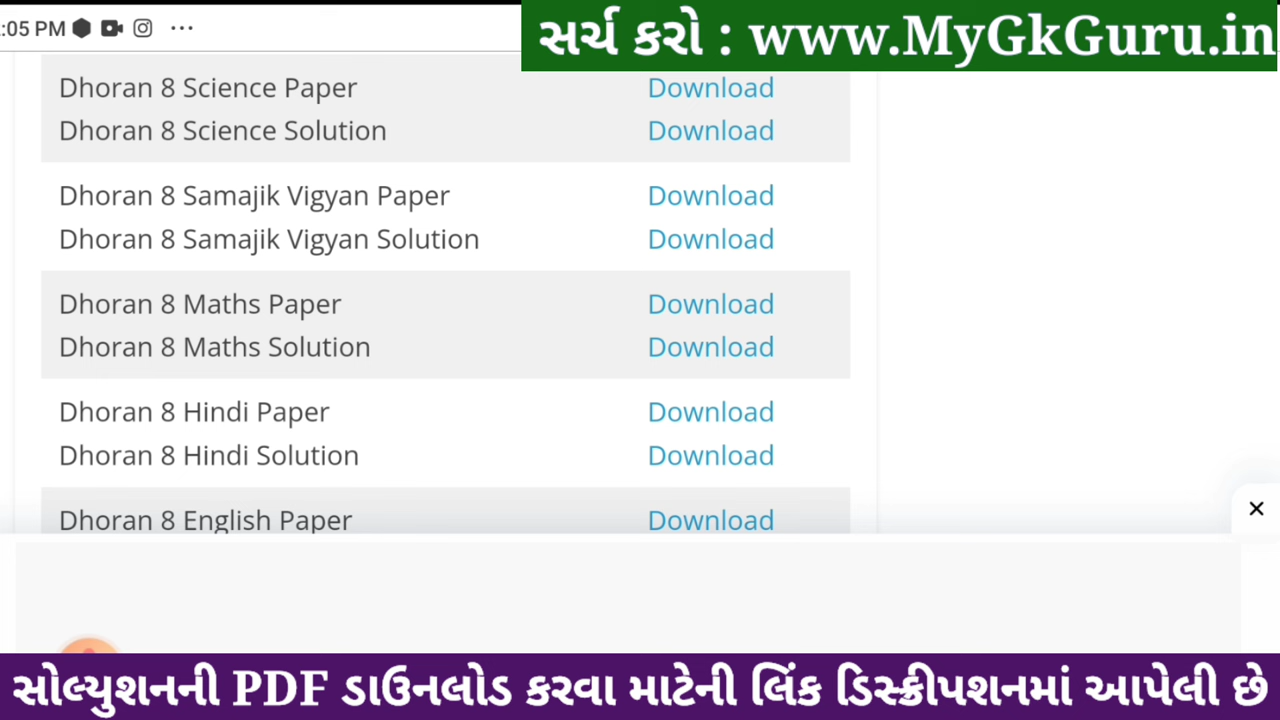 :05 PM
સર્ચ કરો : www.MyGkGuru.in
Dhoran 8 Science Paper Download
Dhoran 8 Science Solution Download
Dhoran 8 Samajik Vigyan Paper Download
Dhoran 8 Samajik Vigyan Solution Download
Dhoran 8 Maths Paper Download
Dhoran 8 Maths Solution Download
Dhoran 8 Hindi Paper Download
Dhoran 8 Hindi Solution Download
Dhoran 8 English Paper Download
સોલ્યુશનની PDF ડાઉનલોડ કરવા માટેની લિંક ડિસ્ક્રીપશનમાં આપેલી છે